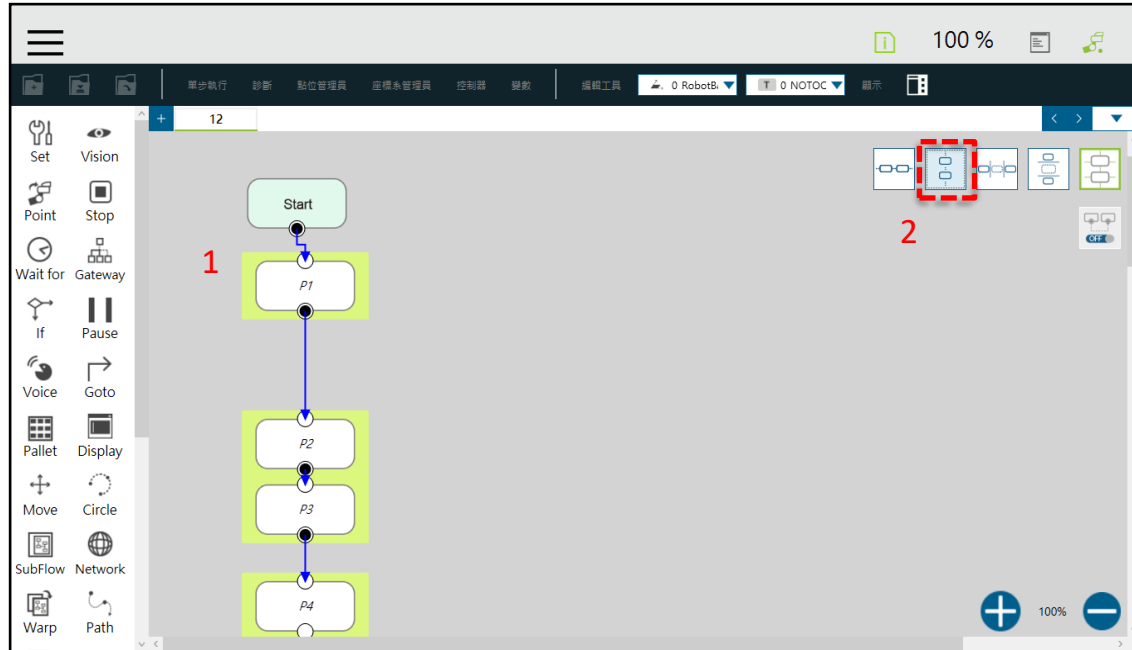 100 %
單步執行 診斷 點位管理員 座標系管理員 控制器 變數 編輯工具 0 RobotB T 0 NOTOC 顯示
12
Set Vision
Point Stop
Wait for Gateway
If Pause
Voice Goto
Pallet Display
Move Circle
SubFlow Network
Warp Path
Start
1
P1
P2
P3
P4
2
OFF
100%